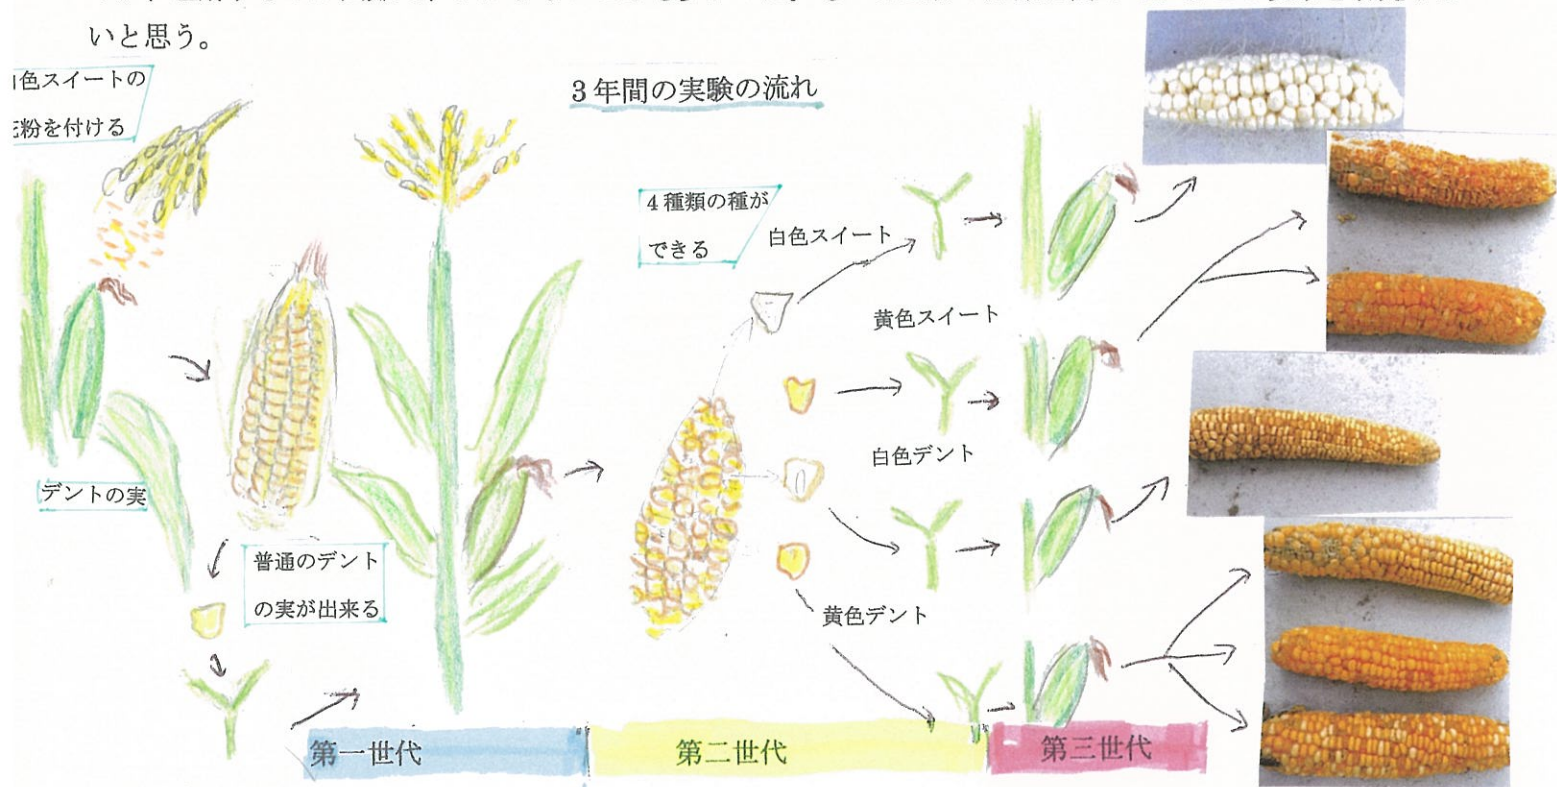 いと思う。
色スイートの
粉を付ける
3年間の実験の流れ
4種類の種が
できる
白色スイート
黄色スイート
白色デント
デントの実
普通のデント
の実が出来る
黄色デント
第一世代
第二世代
第三世代